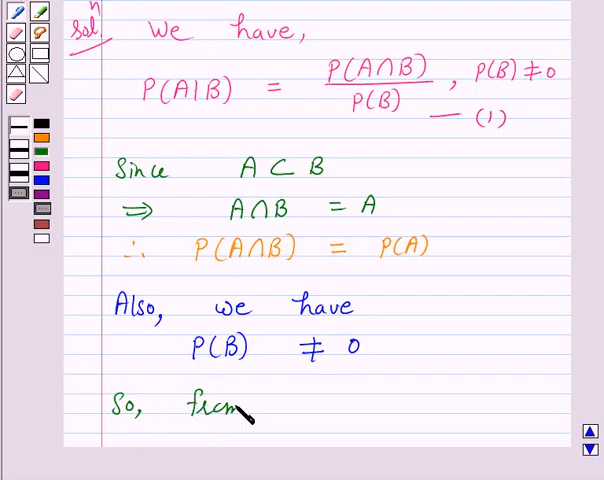 Solⁿ We have,
P(A|B) = P(A∩B)/P(B), P(B) ≠ 0
— (1)
Since A ⊂ B
⇒ A∩B = A
∴ P(A∩B) = P(A)
Also, we have
P(B) ≠ 0
So, from